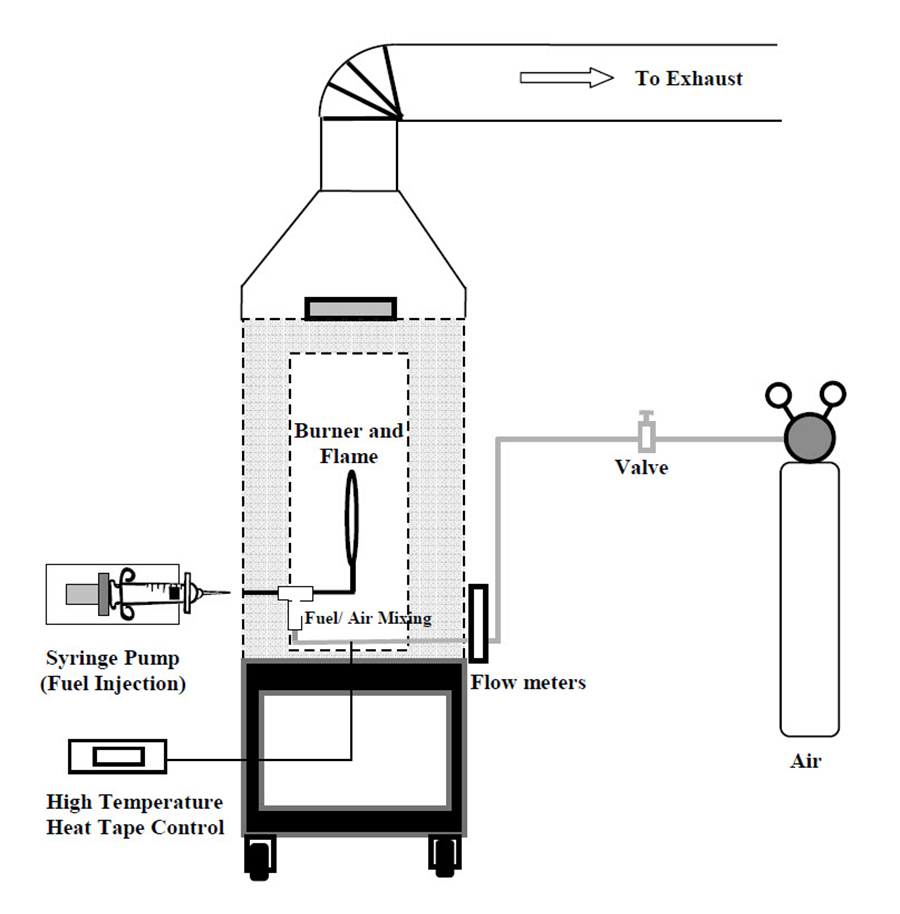 To Exhaust
Burner and
Flame
Valve
Fuel/ Air Mixing
Syringe Pump
(Fuel Injection)
Flow meters
Air
High Temperature
Heat Tape Control